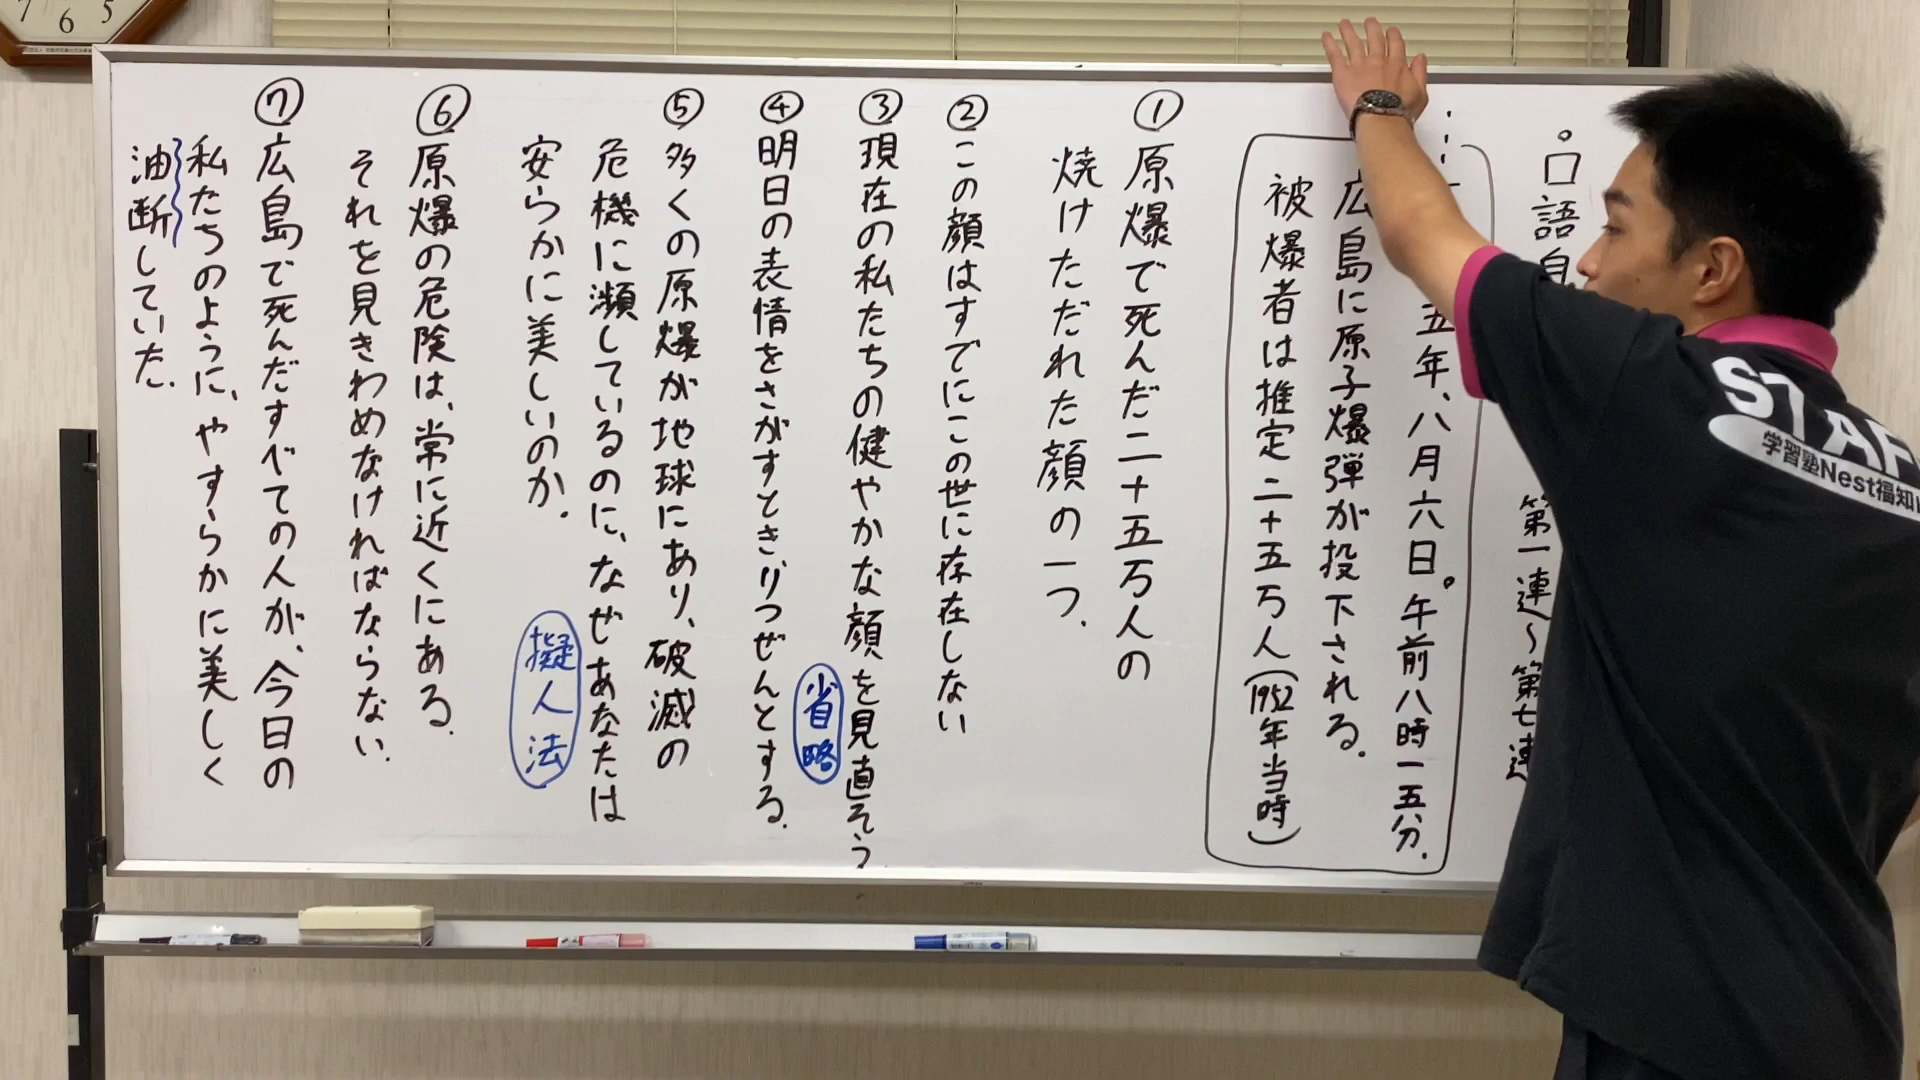 口語自
第一連〜第七連
五年、八月六日。午前八時一五分.
広島に原子爆弾が投下される.
被爆者は推定二十五万人(1952年当時)
① 原爆で死んだ二十五万人の
焼けただれた顔の一つ.
② この顔はすでにこの世に存在しない
③ 現在の私たちの健やかな顔を見直そう
省略
④ 明日の表情をさがすときりつぜんとする.
⑤ 多くの原爆が地球にあり、破滅の
危機に瀕しているのに、なぜあなたは
安らかに美しいのか.
擬人法
⑥ 原爆の危険は、常に近くにある.
それを見きわめなければならない.
⑦ 広島で死んだすべての人が、今日の
私たちのように、やすらかに美しく
油断していた.
STAF
学習塾Nest福知
7 6 5